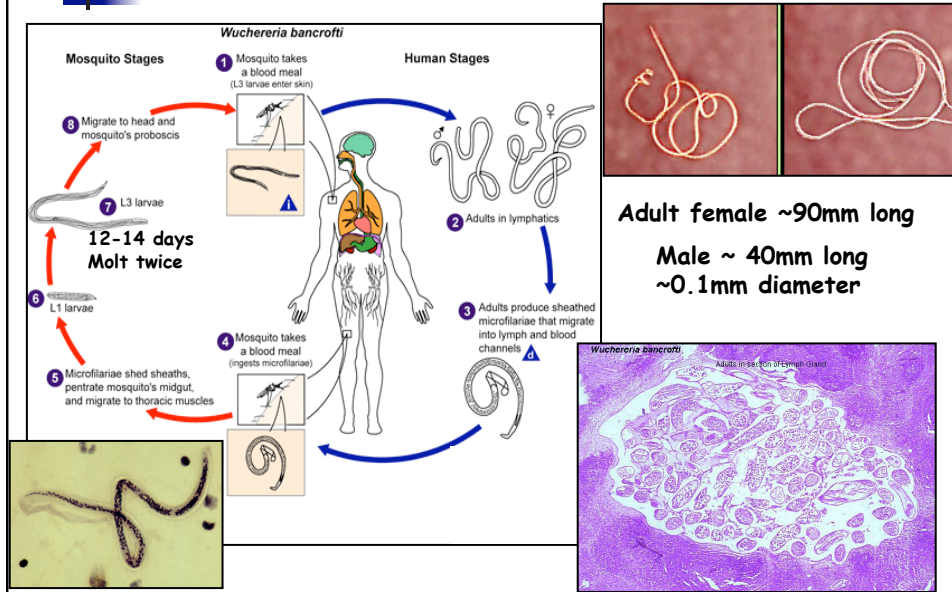 Wuchereria bancrofti
Mosquito Stages
Human Stages
1 Mosquito takes
a blood meal
(L3 larvae enter skin)
8 Migrate to head and
mosquito's proboscis
i
♂
♀
2 Adults in lymphatics
7 L3 larvae
12-14 days
Molt twice
6
L1 larvae
3 Adults produce sheathed
microfilariae that migrate
into lymph and blood
channels d
4 Mosquito takes
a blood meal
(ingests microfilariae)
5 Microfilariae shed sheaths,
pentrate mosquito's midgut,
and migrate to thoracic muscles
Adult female ~90mm long
Male ~ 40mm long
~0.1mm diameter
Wuchereria bancrofti
Adults in section of Lymph Gland